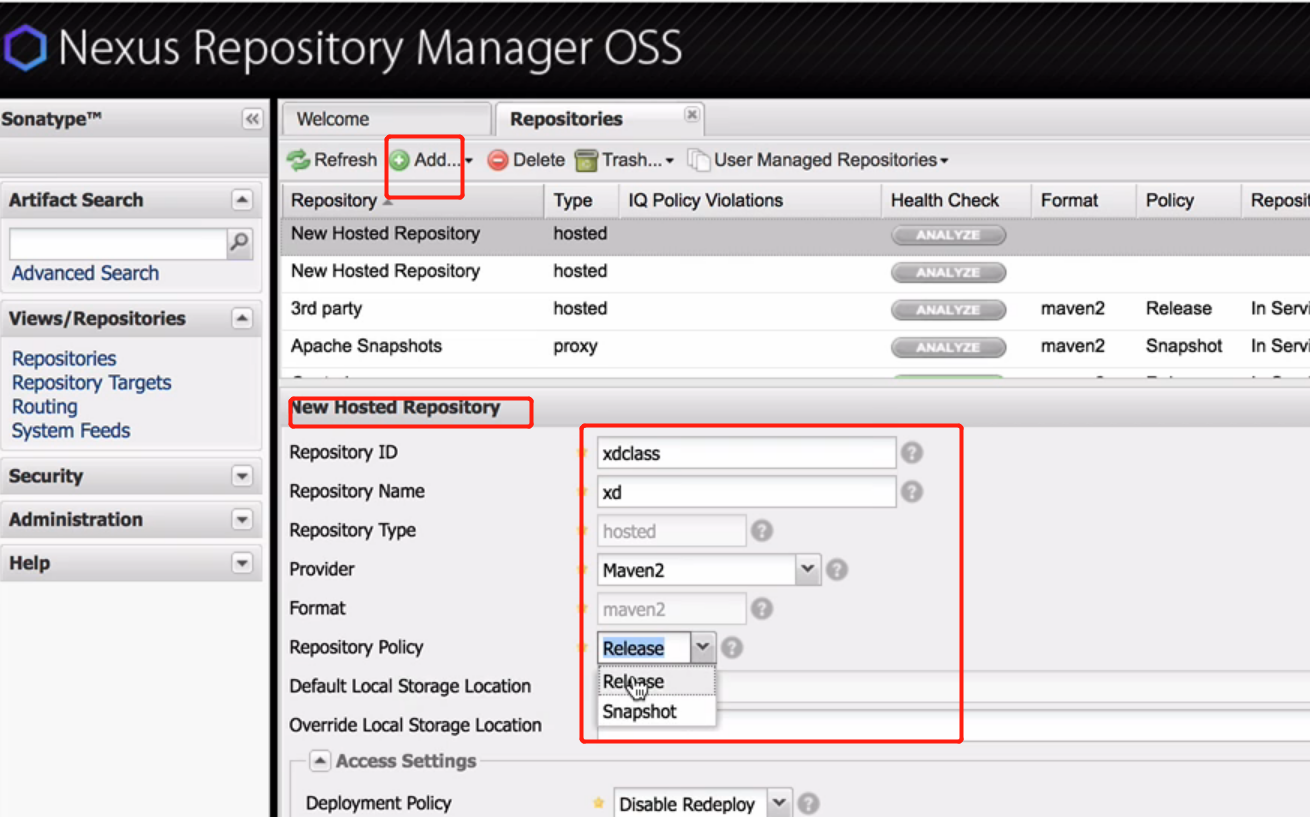 Nexus Repository Manager OSS
Sonatype™
Welcome Repositories
Refresh Add... Delete Trash... User Managed Repositories
Artifact Search
Advanced Search
Views/Repositories
Repositories
Repository Targets
Routing
System Feeds
Security
Administration
Help
Repository Type IQ Policy Violations Health Check Format Policy
New Hosted Repository hosted ANALYZE
New Hosted Repository hosted ANALYZE
3rd party hosted ANALYZE maven2 Release In Servi
Apache Snapshots proxy ANALYZE maven2 Snapshot In Servi
New Hosted Repository
Repository ID xdclass
Repository Name xd
Repository Type hosted
Provider Maven2
Format maven2
Repository Policy Release
Release
Default Local Storage Location
Snapshot
Override Local Storage Location
Access Settings
Deployment Policy Disable Redeploy